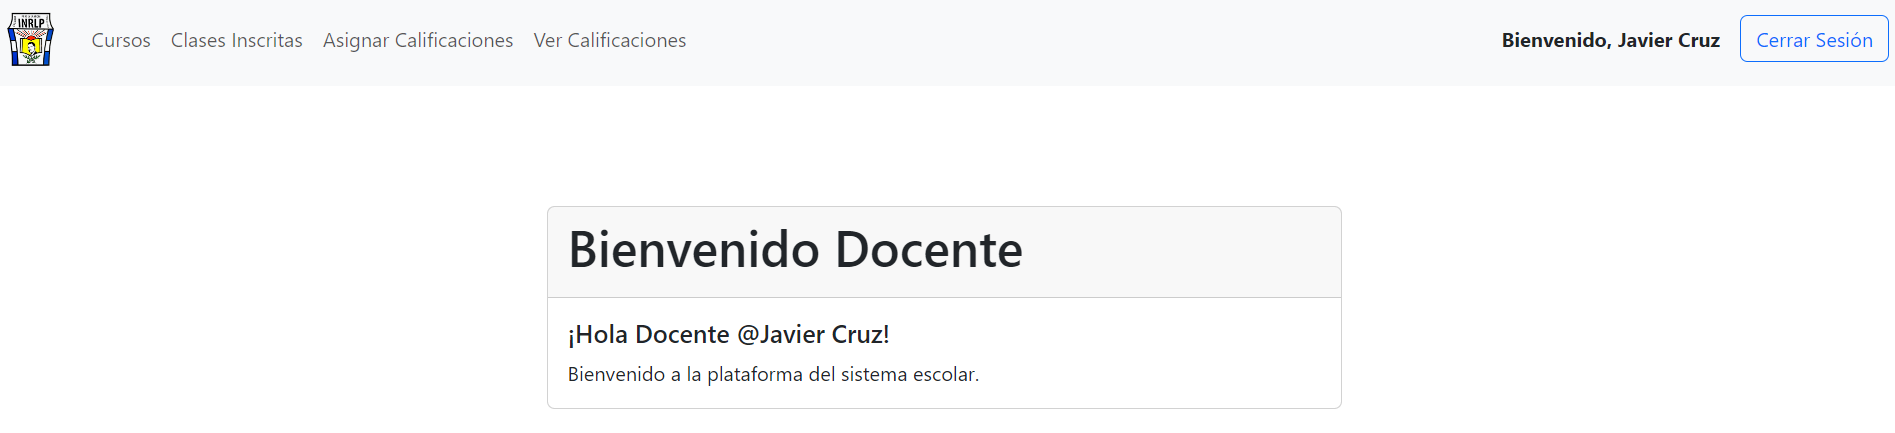 INRLP
Cursos Clases Inscritas Asignar Calificaciones Ver Calificaciones Bienvenido, Javier Cruz Cerrar Sesión
Bienvenido Docente
¡Hola Docente @Javier Cruz!
Bienvenido a la plataforma del sistema escolar.